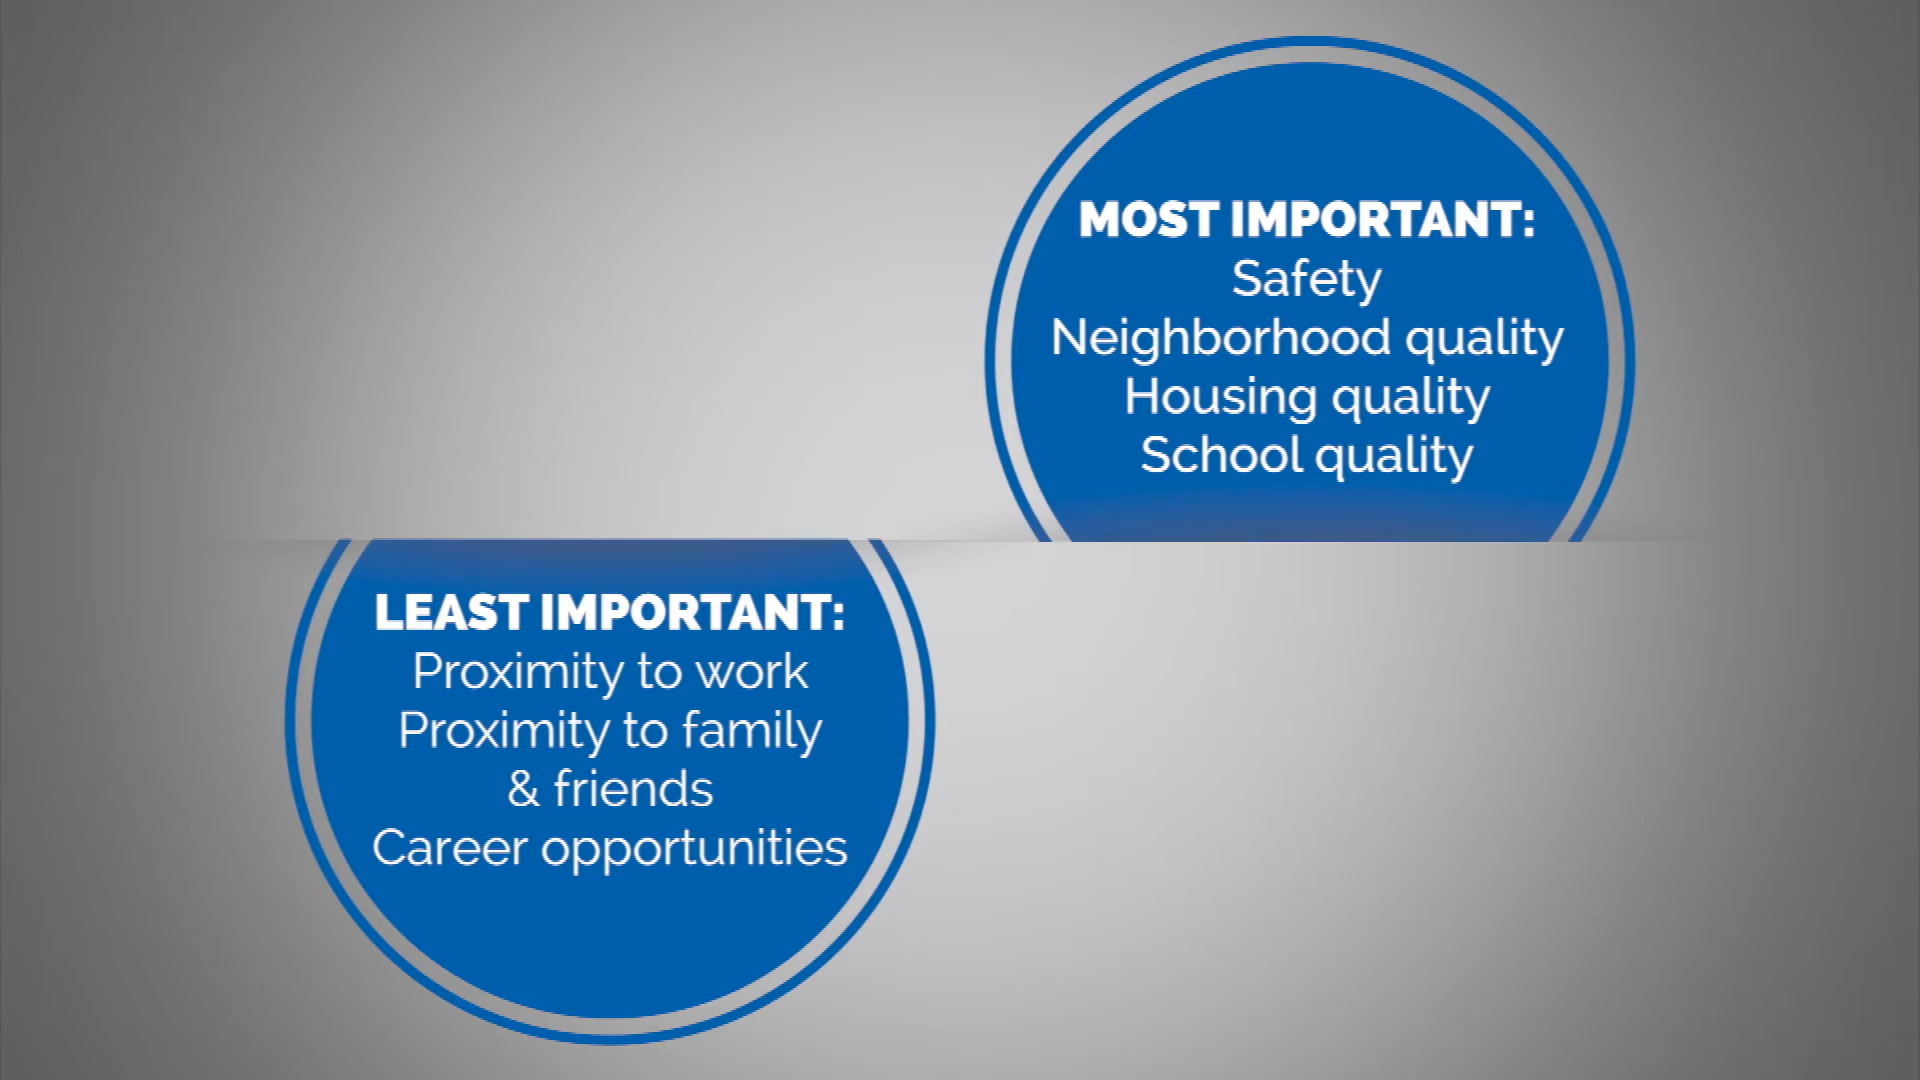 MOST IMPORTANT:
Safety
Neighborhood quality
Housing quality
School quality
LEAST IMPORTANT:
Proximity to work
Proximity to family
& friends
Career opportunities